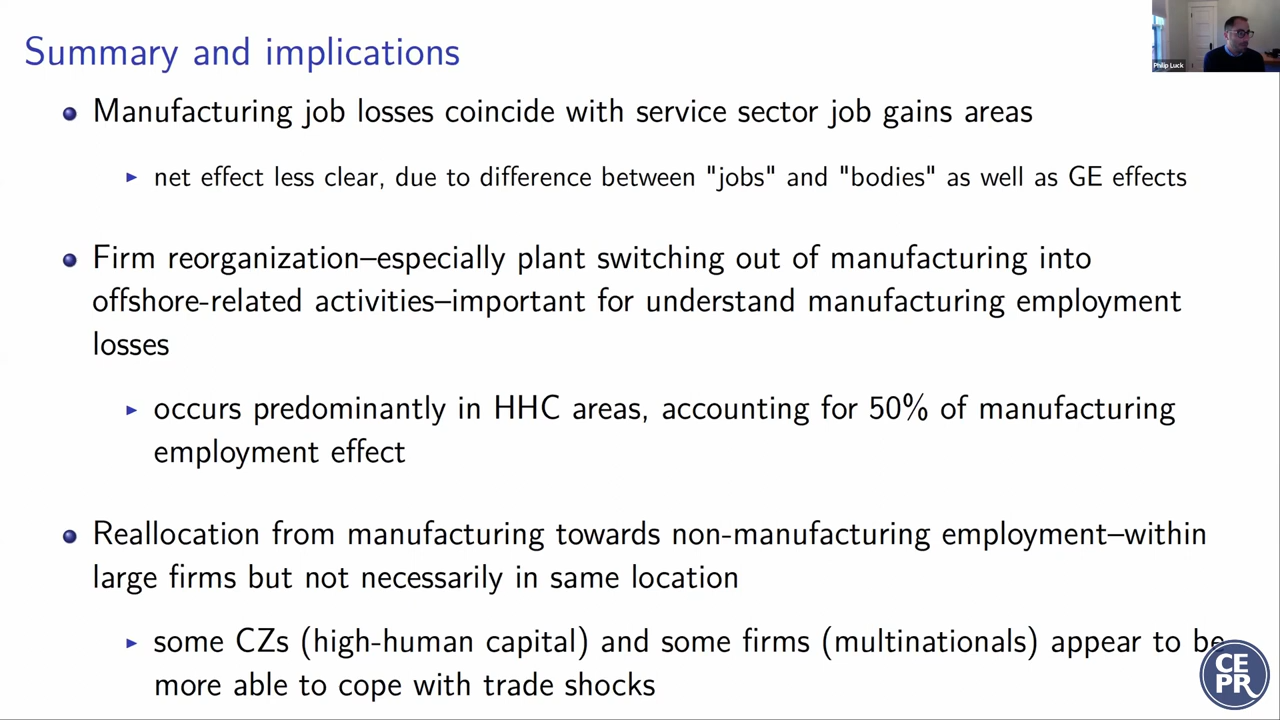 Summary and implications
Philip Luck
Manufacturing job losses coincide with service sector job gains areas
net effect less clear, due to difference between "jobs" and "bodies" as well as GE effects
Firm reorganization–especially plant switching out of manufacturing into
offshore-related activities–important for understand manufacturing employment
losses
occurs predominantly in HHC areas, accounting for 50% of manufacturing
employment effect
Reallocation from manufacturing towards non-manufacturing employment–within
large firms but not necessarily in same location
some CZs (high-human capital) and some firms (multinationals) appear to be
more able to cope with trade shocks
CE
PR